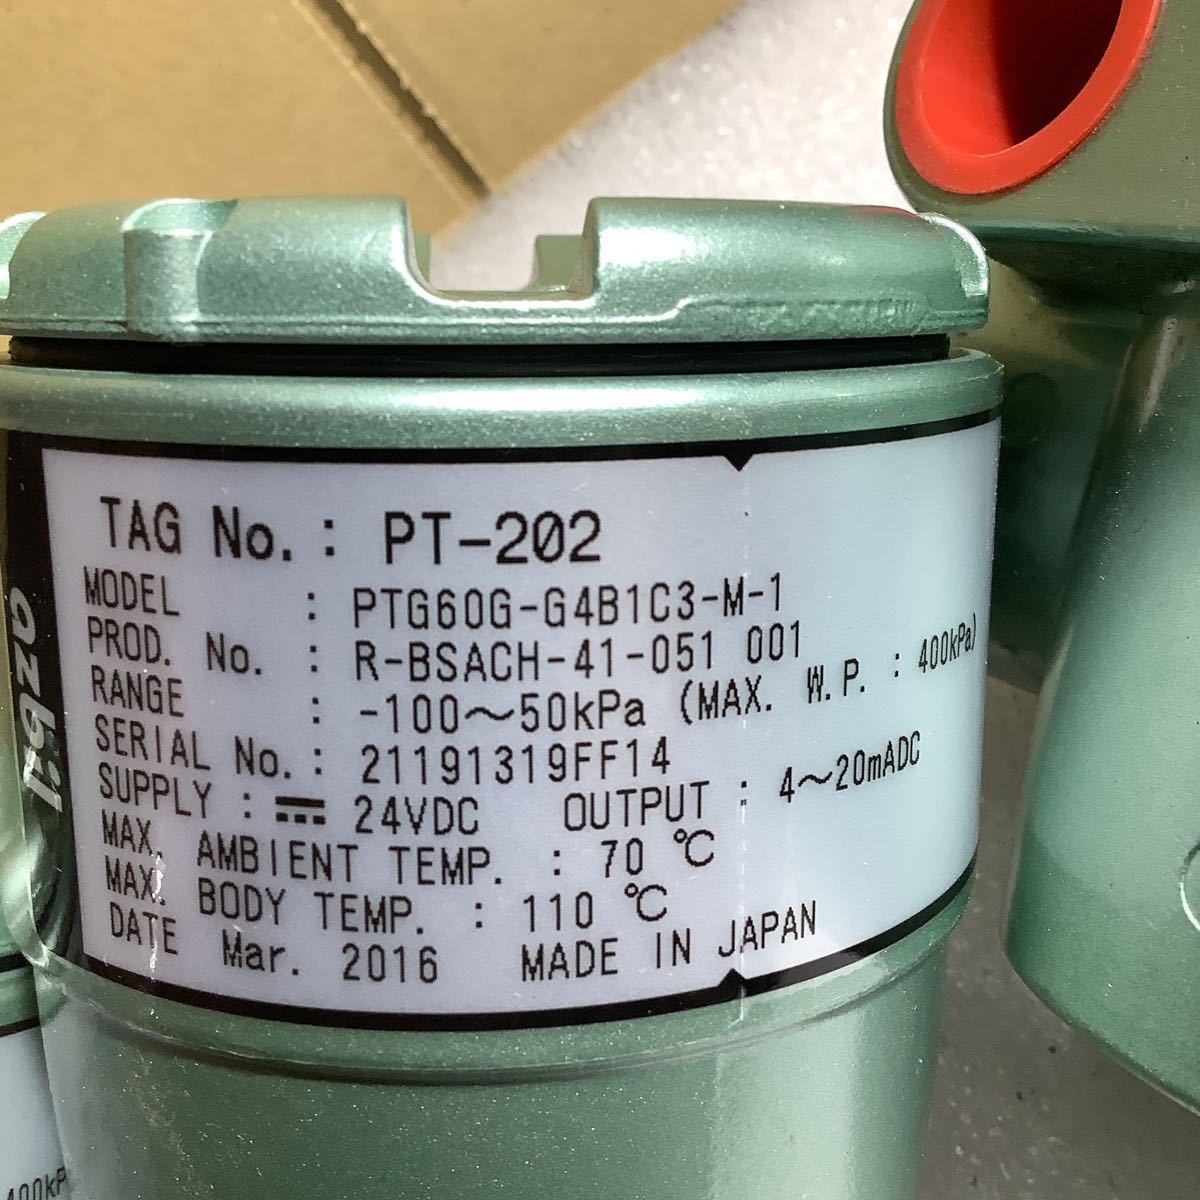 TAG No. : PT-202
MODEL : PTG60G-G4B1C3-M-1
PROD. No. : R-BSACH-41-051 001
RANGE : -100～50kPa (MAX. W.P. : 400kPa)
SERIAL No. : 21191319FF14
SUPPLY : ⎓ 24VDC OUTPUT : 4～20mADC
MAX. AMBIENT TEMP. : 70 ℃
MAX. BODY TEMP. : 110 ℃
DATE Mar. 2016 MADE IN JAPAN
azbil
400kP